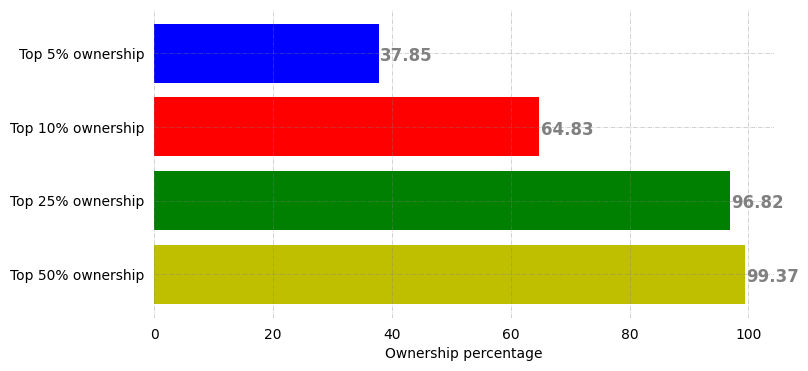 Top 5% ownership
37.85
Top 10% ownership
64.83
Top 25% ownership
96.82
Top 50% ownership
99.37
0 20 40 60 80 100
Ownership percentage